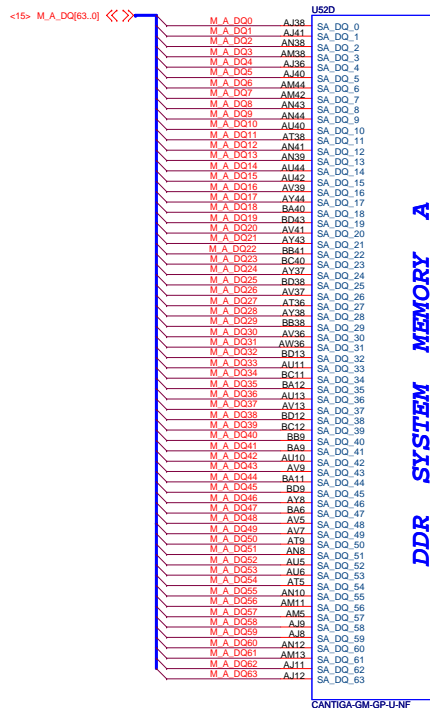 U52D
<15> M_A_DQ[63..0]
M_A_DQ0 AJ38 SA_DQ_0
M_A_DQ1 AJ41 SA_DQ_1
M_A_DQ2 AN38 SA_DQ_2
M_A_DQ3 AM38 SA_DQ_3
M_A_DQ4 AJ36 SA_DQ_4
M_A_DQ5 AJ40 SA_DQ_5
M_A_DQ6 AM44 SA_DQ_6
M_A_DQ7 AM42 SA_DQ_7
M_A_DQ8 AN43 SA_DQ_8
M_A_DQ9 AN44 SA_DQ_9
M_A_DQ10 AU40 SA_DQ_10
M_A_DQ11 AT38 SA_DQ_11
M_A_DQ12 AN41 SA_DQ_12
M_A_DQ13 AN39 SA_DQ_13
M_A_DQ14 AU44 SA_DQ_14
M_A_DQ15 AU42 SA_DQ_15
M_A_DQ16 AV39 SA_DQ_16
M_A_DQ17 AY44 SA_DQ_17
M_A_DQ18 BA40 SA_DQ_18
M_A_DQ19 BD43 SA_DQ_19
M_A_DQ20 AV41 SA_DQ_20
M_A_DQ21 AY43 SA_DQ_21
M_A_DQ22 BB41 SA_DQ_22
M_A_DQ23 BC40 SA_DQ_23
M_A_DQ24 AY37 SA_DQ_24
M_A_DQ25 BD38 SA_DQ_25
M_A_DQ26 AV37 SA_DQ_26
M_A_DQ27 AT36 SA_DQ_27
M_A_DQ28 AY38 SA_DQ_28
M_A_DQ29 BB38 SA_DQ_29
M_A_DQ30 AV36 SA_DQ_30
M_A_DQ31 AW36 SA_DQ_31
M_A_DQ32 BD13 SA_DQ_32
M_A_DQ33 AU11 SA_DQ_33
M_A_DQ34 BC11 SA_DQ_34
M_A_DQ35 BA12 SA_DQ_35
M_A_DQ36 AU13 SA_DQ_36
M_A_DQ37 AV13 SA_DQ_37
M_A_DQ38 BD12 SA_DQ_38
M_A_DQ39 BC12 SA_DQ_39
M_A_DQ40 BB9 SA_DQ_40
M_A_DQ41 BA9 SA_DQ_41
M_A_DQ42 AU10 SA_DQ_42
M_A_DQ43 AV9 SA_DQ_43
M_A_DQ44 BA11 SA_DQ_44
M_A_DQ45 BD9 SA_DQ_45
M_A_DQ46 AY8 SA_DQ_46
M_A_DQ47 BA6 SA_DQ_47
M_A_DQ48 AV5 SA_DQ_48
M_A_DQ49 AV7 SA_DQ_49
M_A_DQ50 AT9 SA_DQ_50
M_A_DQ51 AN8 SA_DQ_51
M_A_DQ52 AU5 SA_DQ_52
M_A_DQ53 AU6 SA_DQ_53
M_A_DQ54 AT5 SA_DQ_54
M_A_DQ55 AN10 SA_DQ_55
M_A_DQ56 AM11 SA_DQ_56
M_A_DQ57 AM5 SA_DQ_57
M_A_DQ58 AJ9 SA_DQ_58
M_A_DQ59 AJ8 SA_DQ_59
M_A_DQ60 AN12 SA_DQ_60
M_A_DQ61 AM13 SA_DQ_61
M_A_DQ62 AJ11 SA_DQ_62
M_A_DQ63 AJ12 SA_DQ_63
DDR SYSTEM MEMORY A
CANTIGA-GM-GP-U-NF